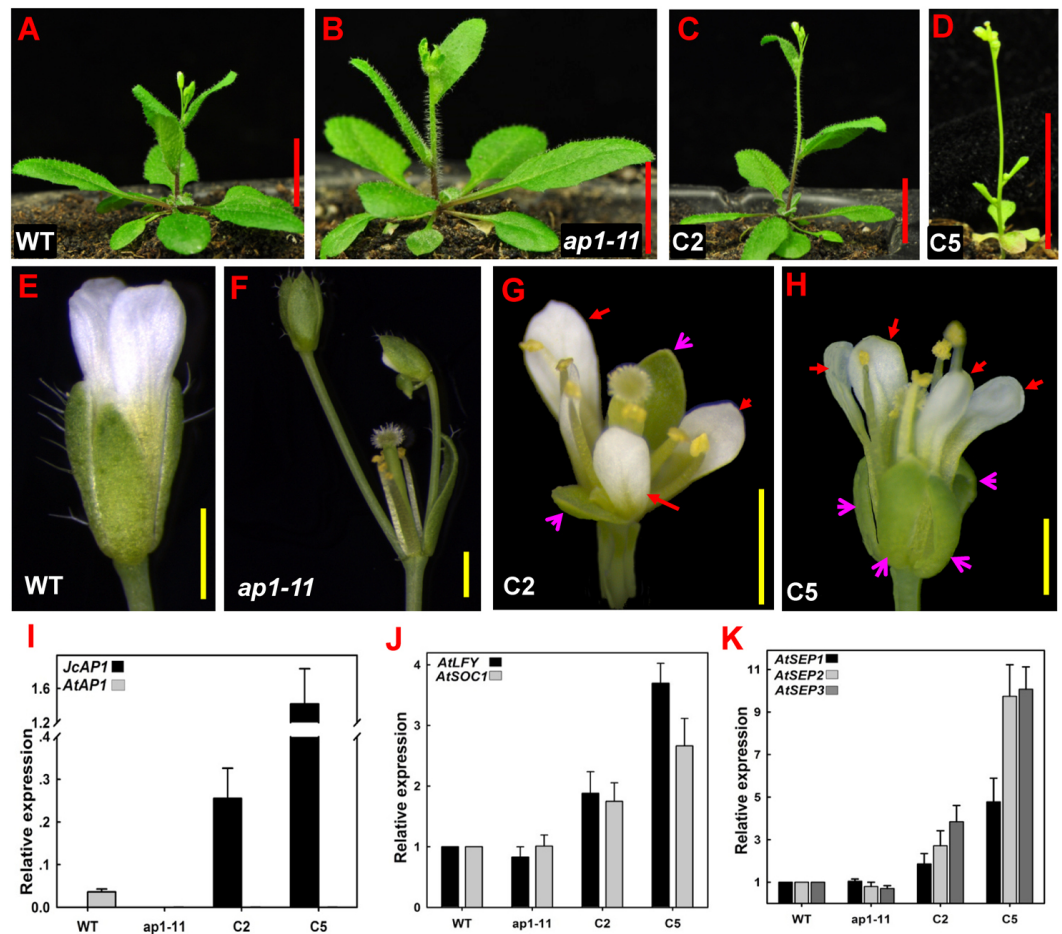 A
B
C
D
WT
ap1-11
C2
C5
E
F
G
H
WT
ap1-11
C2
C5
I
J
K
JcAP1
AtAP1
1.6
1.2
.4
.3
.2
.1
0.0
Relative expression
WT ap1-11 C2 C5
AtLFY
AtSOC1
4
3
2
1
0
Relative expression
WT ap1-11 C2 C5
AtSEP1
AtSEP2
AtSEP3
11
9
7
5
3
1
Relative expression
WT ap1-11 C2 C5